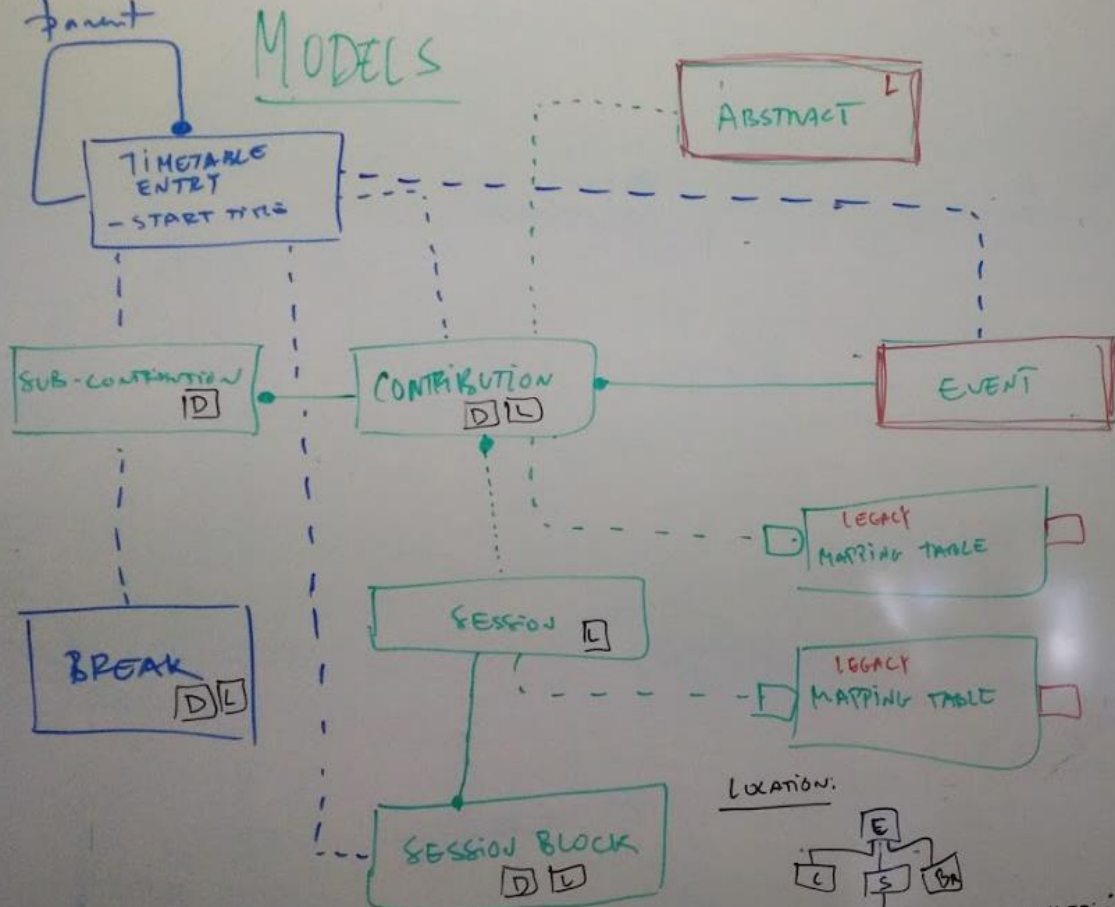 parent
MODELS
ABSTRACT
L
TIMETABLE
ENTRY
- START TIME
SUB-CONTRIBUTION
D
CONTRIBUTION
D L
EVENT
LEGACY
MAPPING TABLE
SESSION L
BREAK
D L
LEGACY
MAPPING TABLE
LOCATION:
E
C S BR
SESSION BLOCK
D L